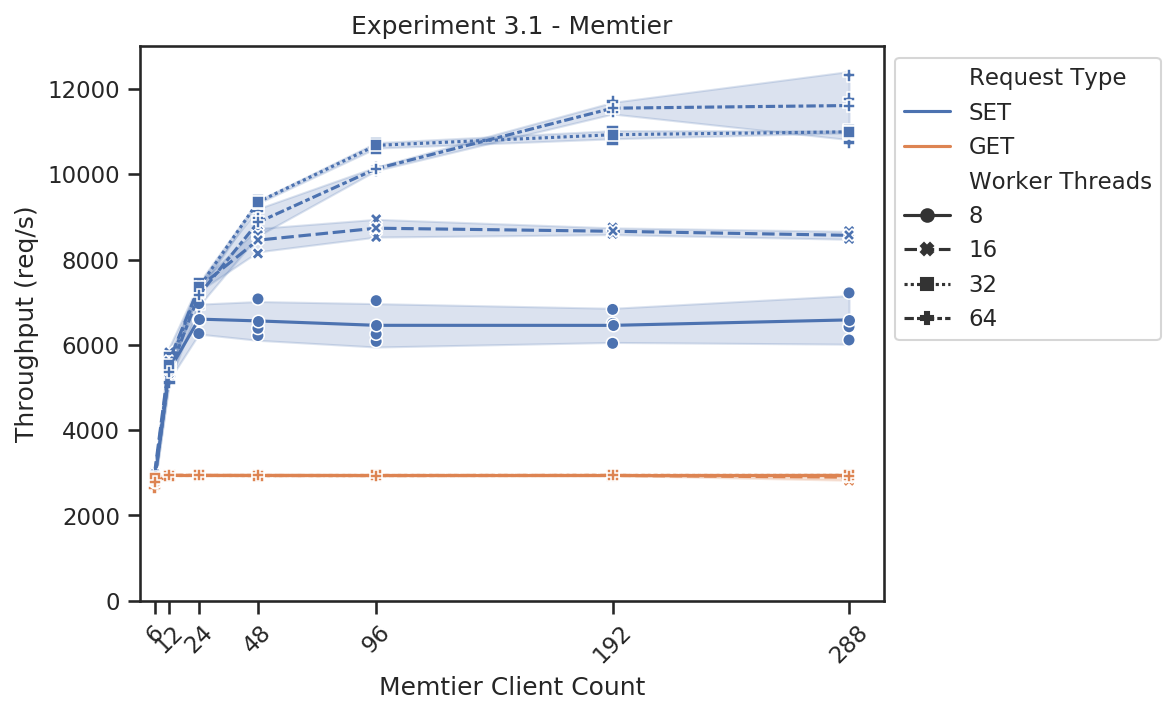 Experiment 3.1 - Memtier
Throughput (req/s)
12000
10000
8000
6000
4000
2000
0
6
12
24
48
96
192
288
Memtier Client Count
Request Type
SET
GET
Worker Threads
8
16
32
64